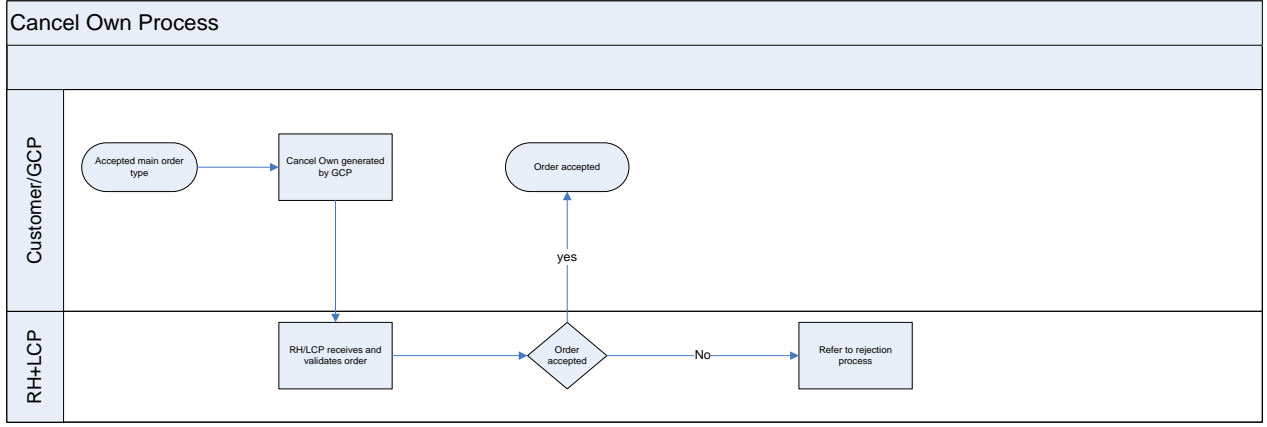 Cancel Own Process
Customer/GCP
Accepted main order
type
Cancel Own generated
by GCP
Order accepted
yes
RH+LCP
RH/LCP receives and
validates order
Order
accepted
No
Refer to rejection
process